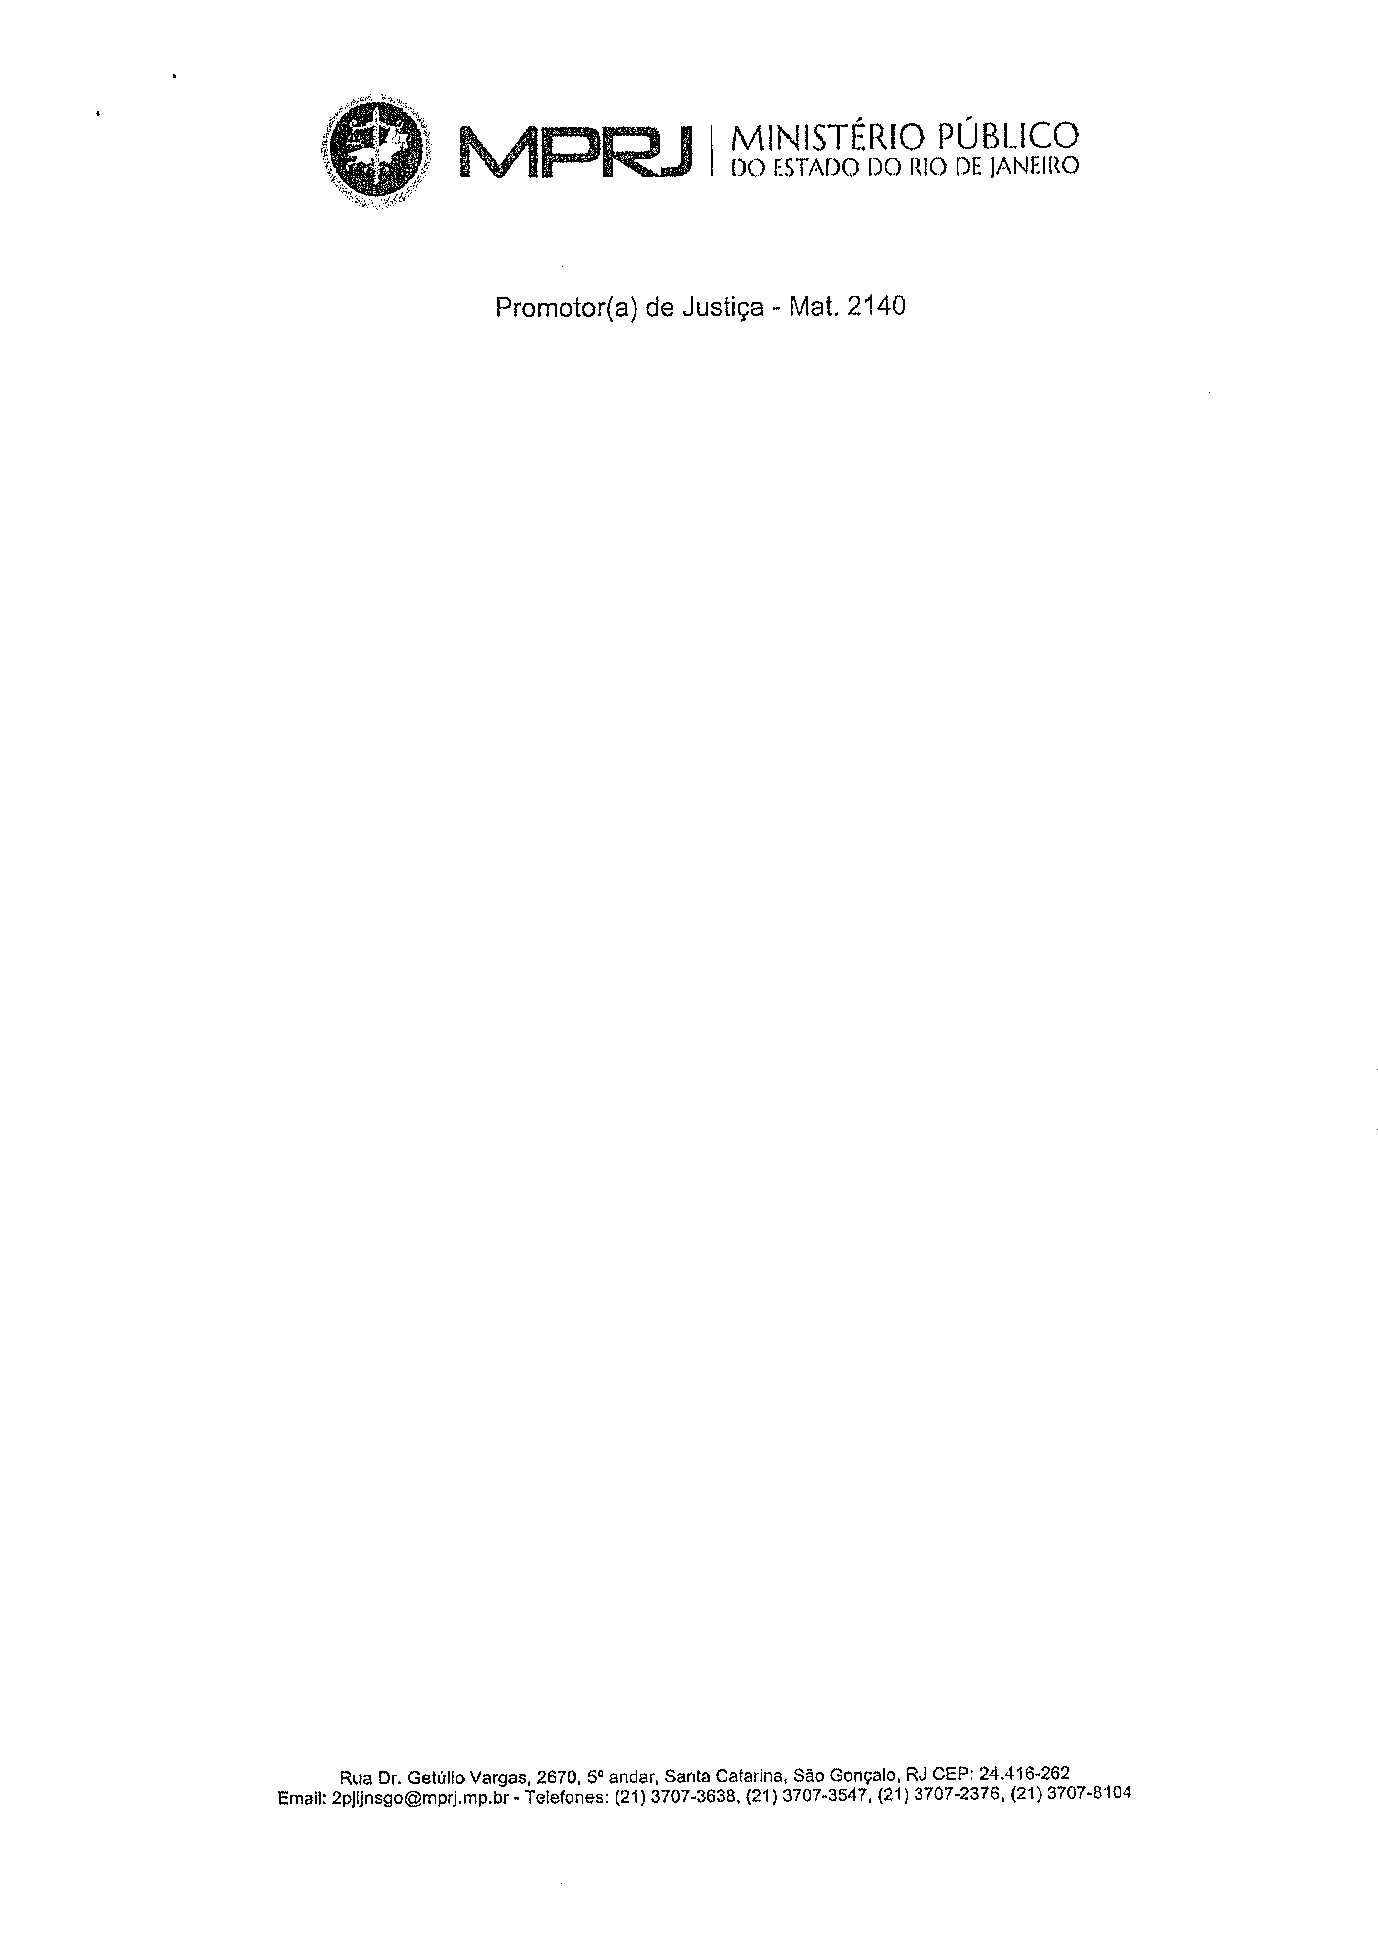 MPRJ | MINISTÉRIO PÚBLICO
DO ESTADO DO RIO DE JANEIRO
Promotor(a) de Justiça - Mat. 2140
Rua Dr. Getúlio Vargas, 2670, 5º andar, Santa Catarina, São Gonçalo, RJ CEP: 24.416-262
Email: 2pjijnsgo@mprj.mp.br - Telefones: (21) 3707-3638, (21) 3707-3547, (21) 3707-2376, (21) 3707-8104